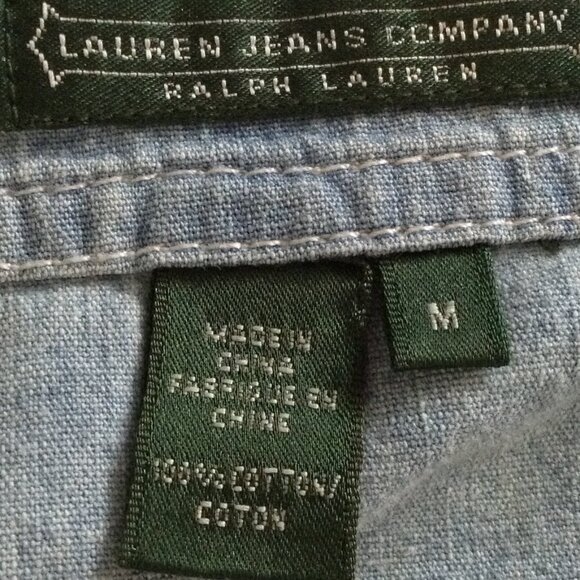 LAUREN JEANS COMPANY
RALPH LAUREN
M
MADE IN
CHINA
FABRIQUE EN
CHINE
100% COTTON/
COTON